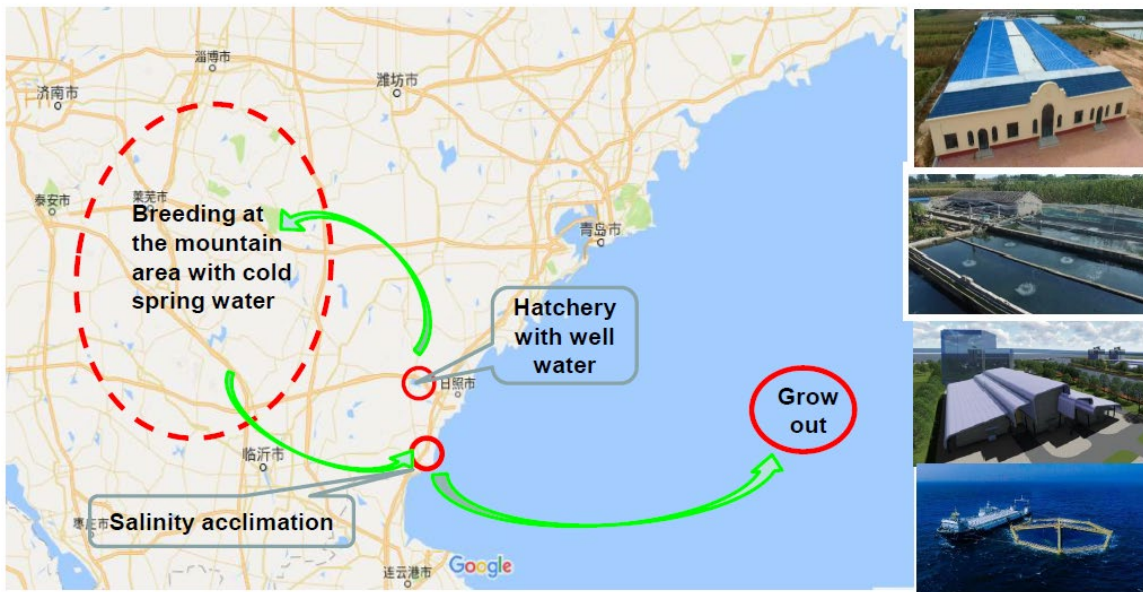 淄博市
济南市
潍坊市
泰安市
莱芜市
Breeding at
the mountain
area with cold
spring water
青岛市
Hatchery
with well
water
日照市
Grow
out
临沂市
Salinity acclimation
枣庄市
连云港市
Google